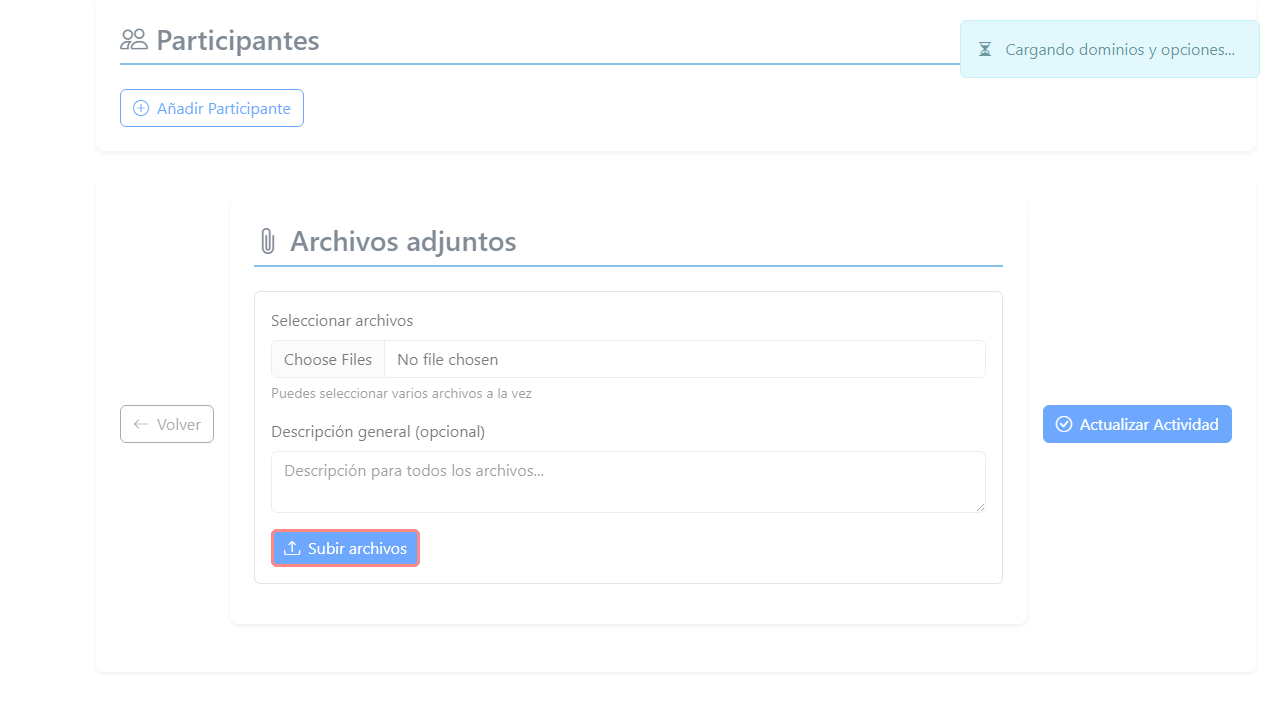 Participantes
Cargando dominios y opciones...
Añadir Participante
Archivos adjuntos
Seleccionar archivos
Choose Files No file chosen
Puedes seleccionar varios archivos a la vez
Volver
Actualizar Actividad
Descripción general (opcional)
Descripción para todos los archivos...
Subir archivos